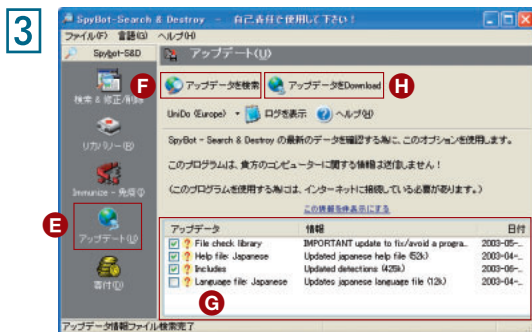 3
SpyBot-Search & Destroy - 自己責任で使用して下さい!
ファイル(F) 言語(G) ヘルプ(H)
Spybot-S&D
アップデート(U)
検索 & 修正/削除
F
アップデータを検索
アップデータをDownload
H
UniDo (Europe)
ログを表示
ヘルプ(H)
リカバリー(R)
SpyBot - Search & Destroy の最新のデータを確認する為に、このオプションを使用します。
このプログラムは、貴方のコンピューターに関する情報は送信しません!
Immunize - 免疫(I)
(このプログラムを使用する為には、インターネットに接続している必要があります。)
この情報を非表示にする
E
アップデート(U)
アップデータ 情報 日付
File check library IMPORTANT update to fix/avoid a progra... 2003-05-...
Help file: Japanese Updated japanese help file (52k) 2003-04-...
Includes Updated detections (425k) 2003-06-...
Language file: Japanese Updates japanese language file (12k) 2003-04-...
G
寄付(D)
アップデータ情報ファイル検索完了